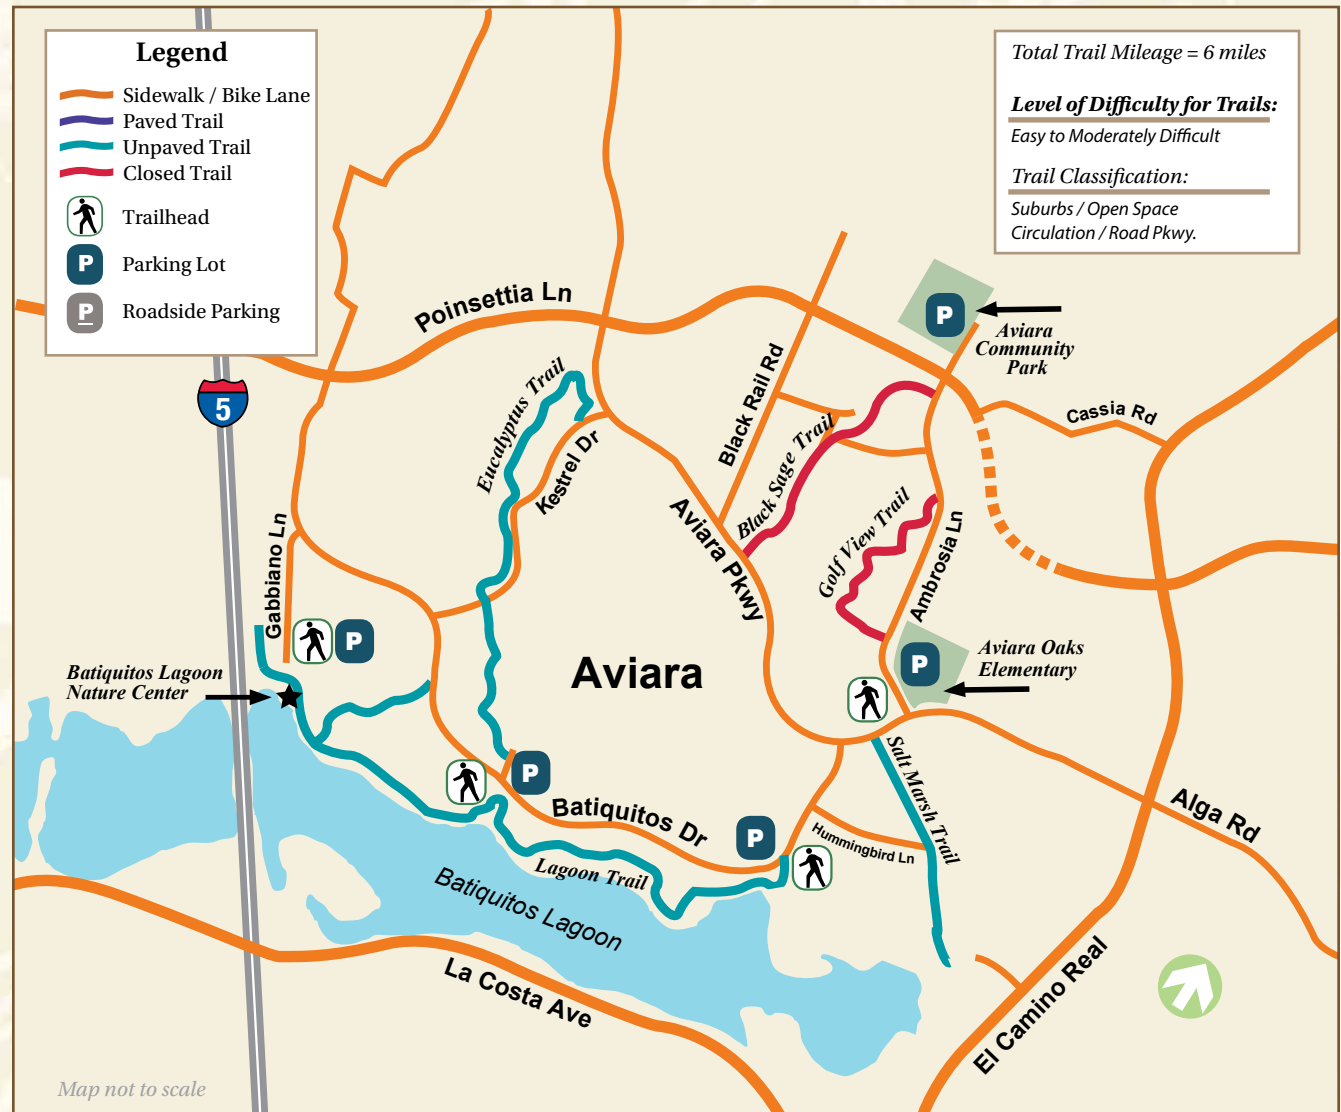 Legend
Sidewalk / Bike Lane
Paved Trail
Unpaved Trail
Closed Trail
Trailhead
P
Parking Lot
P
Roadside Parking
Total Trail Mileage = 6 miles
Level of Difficulty for Trails:
Easy to Moderately Difficult
Trail Classification:
Suburbs / Open Space
Circulation / Road Pkwy.
Poinsettia Ln
P
Aviara
Community
Park
5
Eucalyptus Trail
Kestrel Dr
Black Rail Rd
Black Sage Trail
Cassia Rd
Aviara Pkwy
Golf View Trail
Ambrosia Ln
Gabbiano Ln
P
Batiquitos Lagoon
Nature Center
Aviara
P
Aviara Oaks
Elementary
Salt Marsh Trail
P
Batiquitos Dr
P
Hummingbird Ln
Alga Rd
Lagoon Trail
Batiquitos Lagoon
La Costa Ave
El Camino Real
Map not to scale